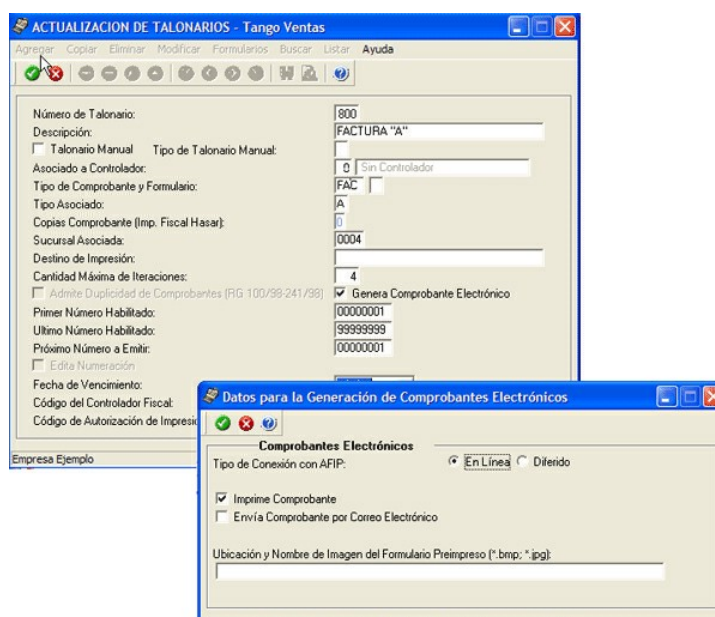 ACTUALIZACION DE TALONARIOS - Tango Ventas
Agregar Copiar Eliminar Modificar Formularios Buscar Listar Ayuda
Número de Talonario: 800
Descripción: FACTURA "A"
Talonario Manual Tipo de Talonario Manual:
Asociado a Controlador: 0 Sin Controlador
Tipo de Comprobante y Formulario: FAC
Tipo Asociado: A
Copias Comprobante (Imp. Fiscal Hasar): 0
Sucursal Asociada: 0004
Destino de Impresión:
Cantidad Máxima de Iteraciones: 4
Admite Duplicidad de Comprobantes (RG 100/98-241/98) Genera Comprobante Electrónico
Primer Número Habilitado: 00000001
Ultimo Número Habilitado: 99999999
Próximo Número a Emitir: 00000001
Edita Numeración
Fecha de Vencimiento:
Código del Controlador Fiscal:
Código de Autorización de Impresió
Empresa Ejemplo
Datos para la Generación de Comprobantes Electrónicos
Comprobantes Electrónicos
Tipo de Conexión con AFIP: En Línea Diferido
Imprime Comprobante
Envía Comprobante por Correo Electrónico
Ubicación y Nombre de Imagen del Formulario Preimpreso (*.bmp; *.jpg):